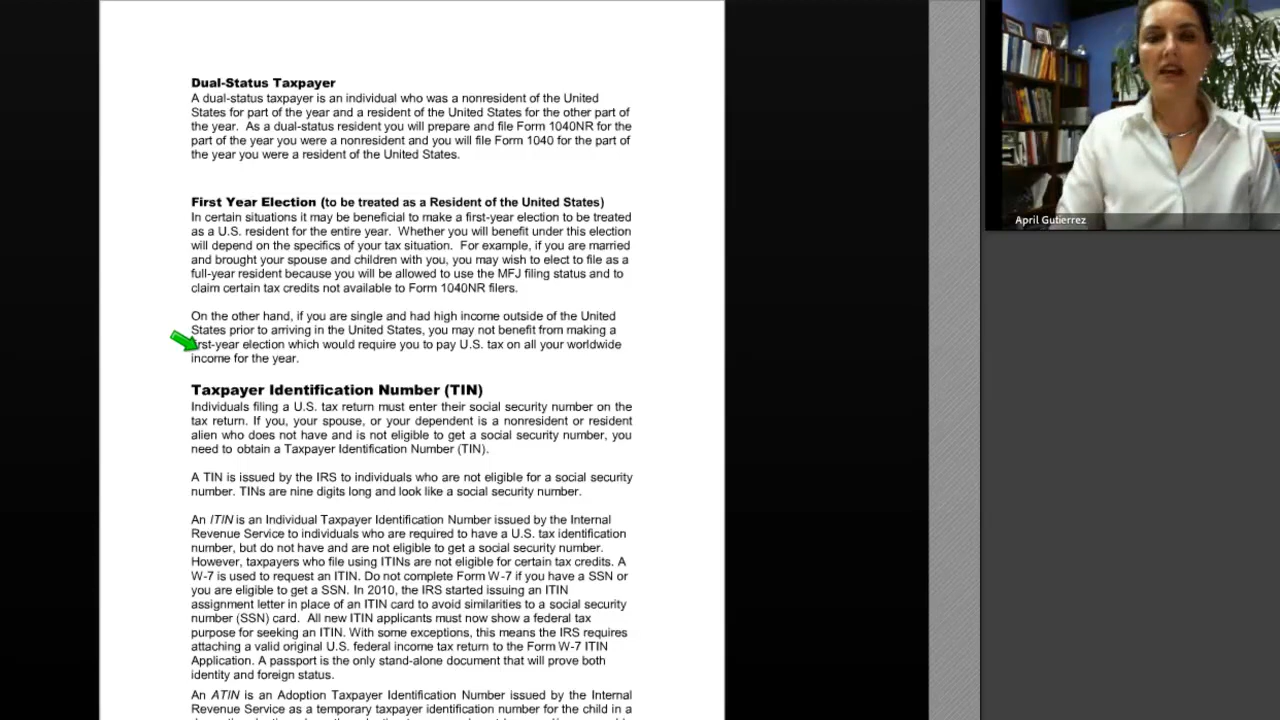 Dual-Status Taxpayer
A dual-status taxpayer is an individual who was a nonresident of the United
States for part of the year and a resident of the United States for the other part of
the year. As a dual-status resident you will prepare and file Form 1040NR for the
part of the year you were a nonresident and you will file Form 1040 for the part of
the year you were a resident of the United States.
First Year Election (to be treated as a Resident of the United States)
In certain situations it may be beneficial to make a first-year election to be treated
as a U.S. resident for the entire year. Whether you will benefit under this election
will depend on the specifics of your tax situation. For example, if you are married
and brought your spouse and children with you, you may wish to elect to file as a
full-year resident because you will be allowed to use the MFJ filing status and to
claim certain tax credits not available to Form 1040NR filers.
On the other hand, if you are single and had high income outside of the United
States prior to arriving in the United States, you may not benefit from making a
first-year election which would require you to pay U.S. tax on all your worldwide
income for the year.
Taxpayer Identification Number (TIN)
Individuals filing a U.S. tax return must enter their social security number on the
tax return. If you, your spouse, or your dependent is a nonresident or resident
alien who does not have and is not eligible to get a social security number, you
need to obtain a Taxpayer Identification Number (TIN).
A TIN is issued by the IRS to individuals who are not eligible for a social security
number. TINs are nine digits long and look like a social security number.
An ITIN is an Individual Taxpayer Identification Number issued by the Internal
Revenue Service to individuals who are required to have a U.S. tax identification
number, but do not have and are not eligible to get a social security number.
However, taxpayers who file using ITINs are not eligible for certain tax credits. A
W-7 is used to request an ITIN. Do not complete Form W-7 if you have a SSN or
you are eligible to get a SSN. In 2010, the IRS started issuing an ITIN
assignment letter in place of an ITIN card to avoid similarities to a social security
number (SSN) card. All new ITIN applicants must now show a federal tax
purpose for seeking an ITIN. With some exceptions, this means the IRS requires
attaching a valid original U.S. federal income tax return to the Form W-7 ITIN
Application. A passport is the only stand-alone document that will prove both
identity and foreign status.
An ATIN is an Adoption Taxpayer Identification Number issued by the Internal
Revenue Service as a temporary taxpayer identification number for the child in a
April Gutierrez